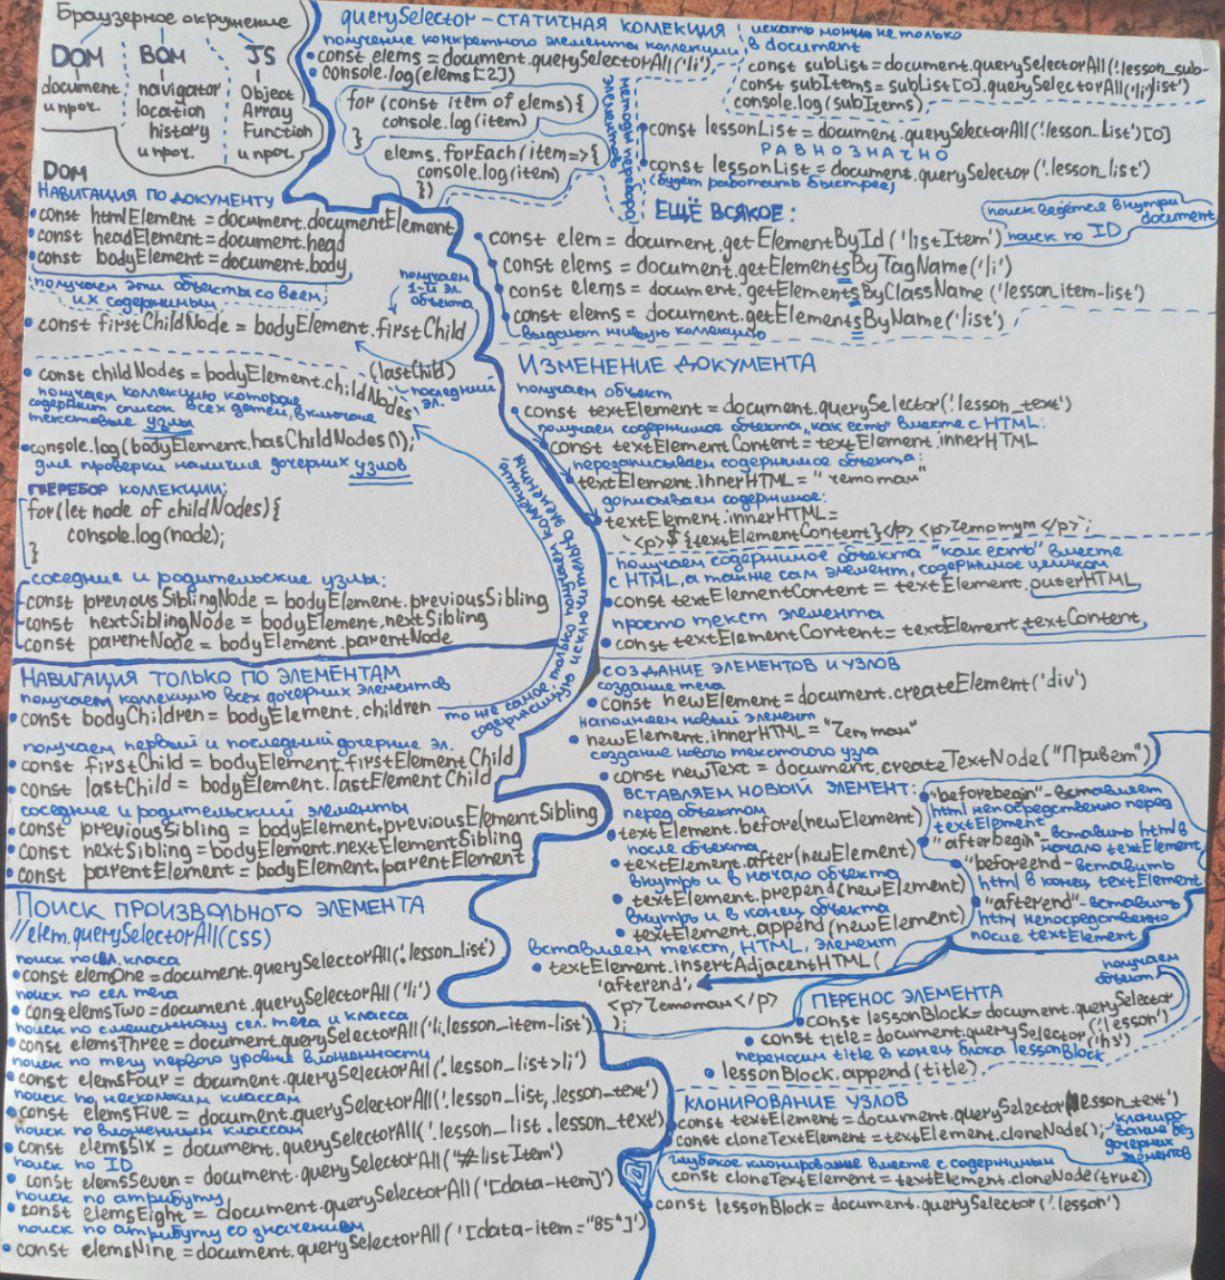 Браузерное окружение
DOM
BOM
JS
document
и проч.
navigator
location
history
и проч.
Object
Array
Function
и проч.
querySelector - СТАТИЧНАЯ КОЛЕКЦИЯ
получение конкретного элемента коллекции
const elems = document.querySelectorAll('li')
console.log(elems[2])
for (const item of elems) {
console.log(item)
}
elems.forEach(item => {
console.log(item)
})
методы перебора
элементов
искать можно не только
в document
const subList = document.querySelectorAll('.lesson_sub-
list')
const subItems = subList[0].querySelectorAll('li')
console.log(subItems)
const lessonList = document.querySelectorAll('.lesson_list')[0]
РАВНОЗНАЧНО
const lessonList = document.querySelector('.lesson_list')
(будет работать быстрее)
DOM
НАВИГАЦИЯ ПО ДОКУМЕНТУ
const htmlElement = document.documentElement
const headElement = document.head
const bodyElement = document.body
получаем эти объекты со всем
их содержимым
получаем
1-й эл.
объекта
const firstChildNode = bodyElement.firstChild
(lastChild)
последний
эл.
const childNodes = bodyElement.childNodes
получаем коллекцию которая
содержит список всех детей, включая
текстовые узлы
console.log(bodyElement.hasChildNodes());
для проверки наличия дочерних узлов
ПЕРЕБОР КОЛЛЕКЦИИ:
for(let node of childNodes){
console.log(node);
}
соседние и родительские узлы:
const previousSiblingNode = bodyElement.previousSibling
const nextSiblingNode = bodyElement.nextSibling
const parentNode = bodyElement.parentNode
НАВИГАЦИЯ ТОЛЬКО ПО ЭЛЕМЕНТАМ
получаем коллекцию всех дочерних элементов
const bodyChildren = bodyElement.children
то же самое, только получаем коллекцию,
содержащую исключительно элементы
получаем первый и последний дочерние эл.
const firstChild = bodyElement.firstElementChild
const lastChild = bodyElement.lastElementChild
соседние и родительский элементы
const previousSibling = bodyElement.previousElementSibling
const nextSibling = bodyElement.nextElementSibling
const parentElement = bodyElement.parentElement
ПОИСК ПРОИЗВОЛЬНОГО ЭЛЕМЕНТА
//elem.querySelectorAll(CSS)
поиск по сел. класа
const elemOne = document.querySelectorAll('.lesson_list')
поиск по сел тега
const elemsTwo = document.querySelectorAll('li')
поиск по смешанному сел. тега и класса
const elemsThree = document.querySelectorAll('li.lesson_item-list')
поиск по тегу первого уровня вложенности
const elemsFour = document.querySelectorAll('.lesson_list>li')
поиск по нескольким классам
const elemsFive = document.querySelectorAll('.lesson_list, .lesson_text')
поиск по вложенным классам
const elemsSix = document.querySelectorAll('.lesson_list .lesson_text')
поиск по ID
const elemsSeven = document.querySelectorAll("#listItem")
поиск по атрибуту
const elemsEight = document.querySelectorAll('[data-item]')
поиск по атрибуту со значением
const elemsNine = document.querySelectorAll('[data-item="85"]')
ЕЩЁ ВСЯКОЕ:
поиск ведётся внутри
document
const elem = document.getElementById('listItem') поиск по ID
const elems = document.getElementsByTagName('li')
const elems = document.getElementsByClassName('lesson_item-list')
const elems = document.getElementsByName('list')
выдают живую коллекцию
ИЗМЕНЕНИЕ ДОКУМЕНТА
получаем объект
const textElement = document.querySelector('.lesson_text')
получаем содержимое объекта "как есть" вместе с HTML:
const textElementContent = textElement.innerHTML
перезаписываем содержимое объекта:
textElement.innerHTML = "чето там"
дописываем содержимое:
textElement.innerHTML =
`<p>${textElementContent}</p> <p>чето тут</p>`;
получаем содержимое объекта "как есть" вместе
с HTML, а также сам элемент, содержимое целиком
const textElementContent = textElement.outerHTML
просто текст элемента
const textElementContent = textElement.textContent
СОЗДАНИЕ ЭЛЕМЕНТОВ И УЗЛОВ
создание тега
const newElement = document.createElement('div')
наполняем новый элемент
newElement.innerHTML = "чет там"
создание нового текстого узла
const newText = document.createTextNode("Привет")
ВСТАВЛЯЕМ НОВЫЙ ЭЛЕМЕНТ:
перед объектом
textElement.before(newElement)
после объекта
textElement.after(newElement)
внутрь и в начало объекта
textElement.prepend(newElement)
внутрь и в конец объекта
textElement.append(newElement)
"beforebegin" - вставляет
html непосредственно перед
textElement
"afterbegin" - вставить html в
начало textElement
"beforeend - вставить
html в конец textElement
"afterend" - вставить
html непосредственно
после textElement
вставляем текст, HTML, элемент
textElement.insertAdjacentHTML(
'afterend',
<p>чето там</p>
);
получаем
объект
ПЕРЕНОС ЭЛЕМЕНТА
const lessonBlock = document.querySelector
('.lesson')
const title = document.querySelector('h3')
переносим title в конец блока lessonBlock
lessonBlock.append(title)
КЛОНИРОВАНИЕ УЗЛОВ
const textElement = document.querySelector('.lesson_text')
const cloneTextElement = textElement.cloneNode();
клониро-
вание без
дочерних
элементов
глубокое клонирование вместе с содержимым
const cloneTextElement = textElement.cloneNode(true)
const lessonBlock = document.querySelector('.lesson')